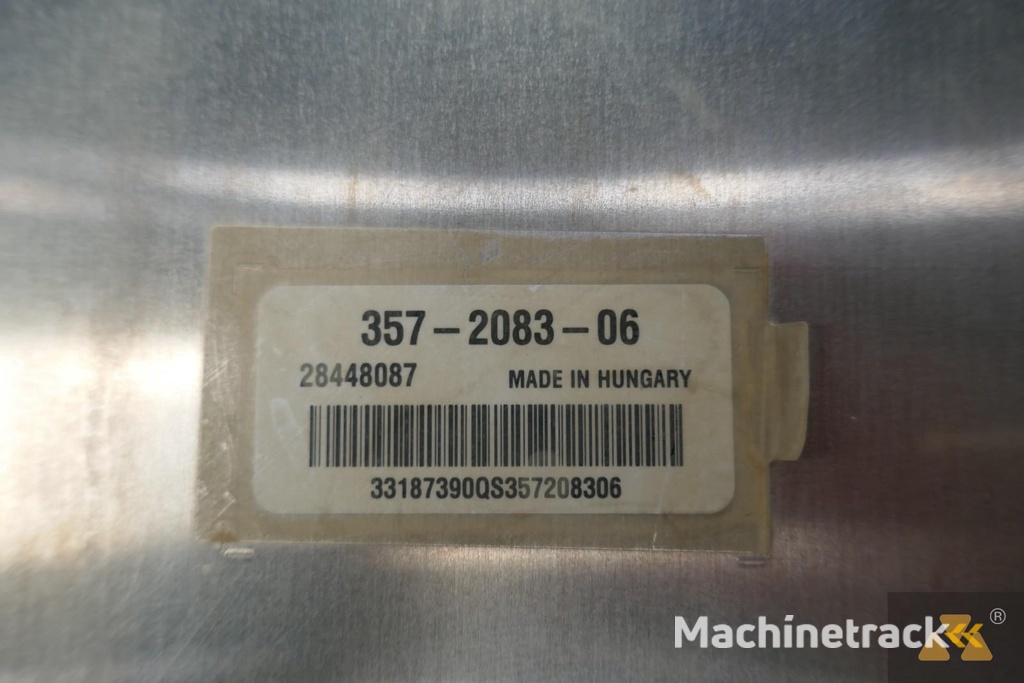 357-2083-06
28448087 MADE IN HUNGARY
33187390QS357208306
Machinetrack ®